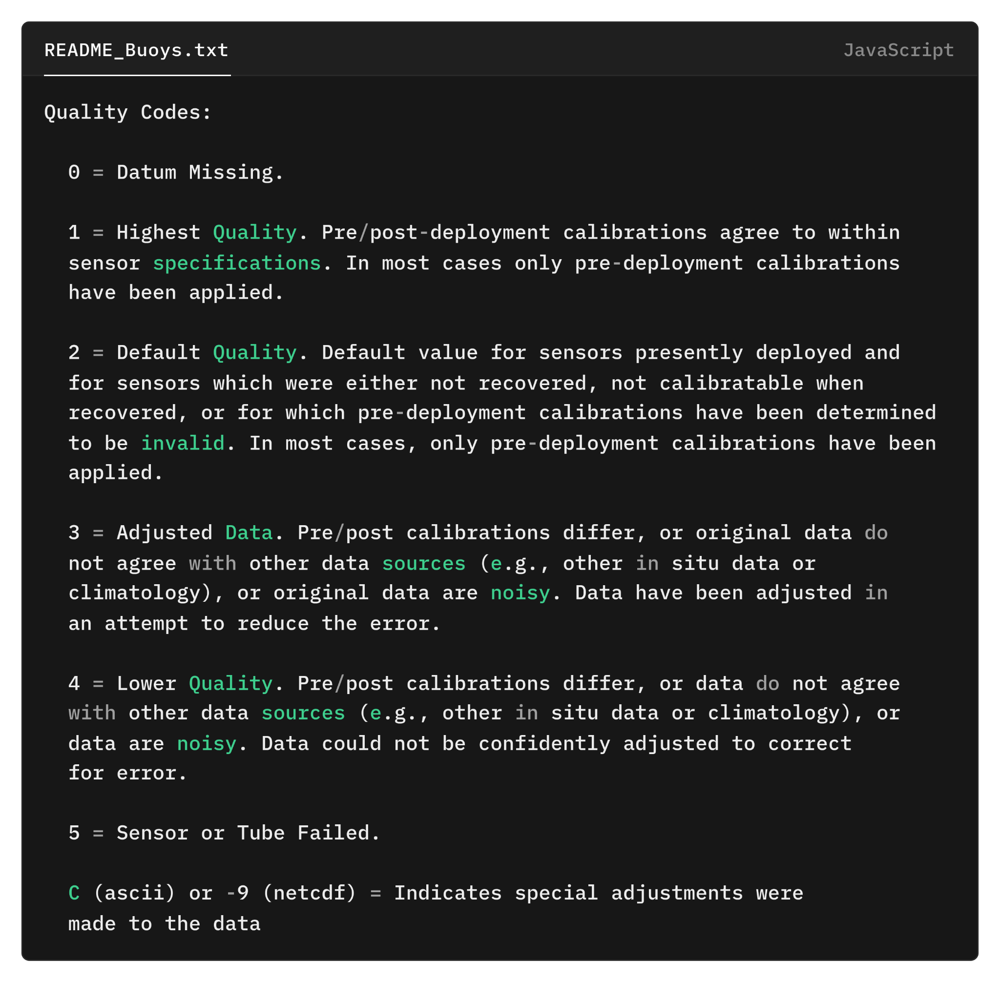 README_Buoys.txt
JavaScript
Quality Codes:
0 = Datum Missing.
1 = Highest Quality. Pre/post-deployment calibrations agree to within
sensor specifications. In most cases only pre-deployment calibrations
have been applied.
2 = Default Quality. Default value for sensors presently deployed and
for sensors which were either not recovered, not calibratable when
recovered, or for which pre-deployment calibrations have been determined
to be invalid. In most cases, only pre-deployment calibrations have been
applied.
3 = Adjusted Data. Pre/post calibrations differ, or original data do
not agree with other data sources (e.g., other in situ data or
climatology), or original data are noisy. Data have been adjusted in
an attempt to reduce the error.
4 = Lower Quality. Pre/post calibrations differ, or data do not agree
with other data sources (e.g., other in situ data or climatology), or
data are noisy. Data could not be confidently adjusted to correct
for error.
5 = Sensor or Tube Failed.
C (ascii) or -9 (netcdf) = Indicates special adjustments were
made to the data